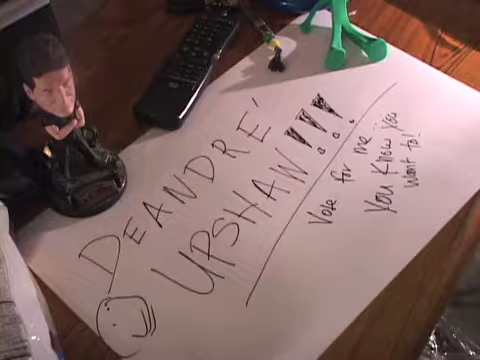 DEANDRE'
UPSHAW!!!
Vote for me
You know you
want to!